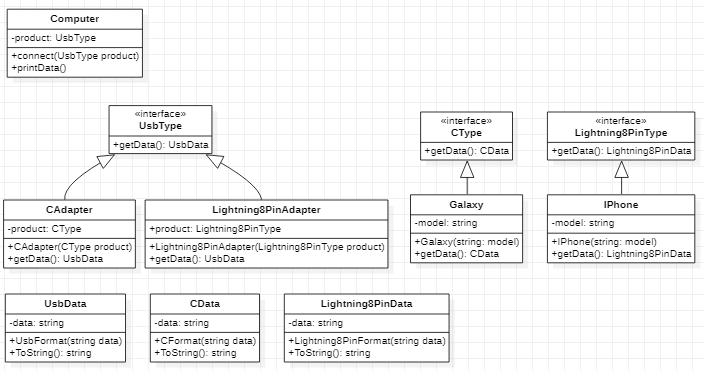 Computer
-product: UsbType
+connect(UsbType product)
+printData()
«interface»
UsbType
+getData(): UsbData
«interface»
CType
+getData(): CData
«interface»
Lightning8PinType
+getData(): Lightning8PinData
CAdapter
-product: CType
+CAdapter(CType product)
+getData(): UsbData
Lightning8PinAdapter
+product: Lightning8PinType
+Lightning8PinAdapter(Lightning8PinType product)
+getData(): UsbData
Galaxy
-model: string
+Galaxy(string: model)
+getData(): CData
IPhone
-model: string
+IPhone(string: model)
+getData(): Lightning8PinData
UsbData
-data: string
+UsbFormat(string data)
+ToString(): string
CData
-data: string
+CFormat(string data)
+ToString(): string
Lightning8PinData
-data: string
+Lightning8PinFormat(string data)
+ToString(): string